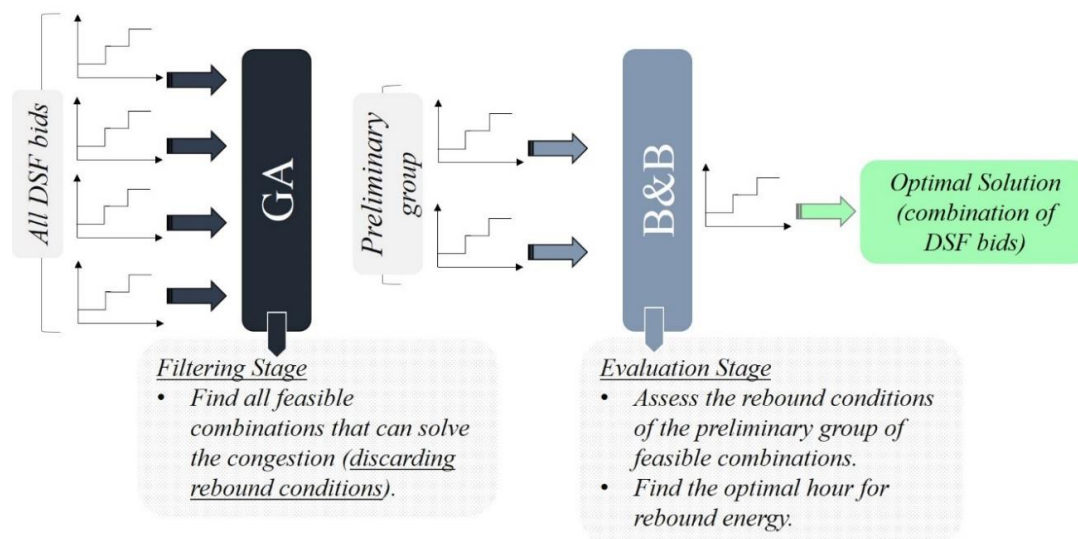 All DSF bids
GA
Preliminary
group
B&B
Optimal Solution
(combination of
DSF bids)
Filtering Stage
• Find all feasible
combinations that can solve
the congestion (discarding
rebound conditions).
Evaluation Stage
• Assess the rebound conditions
of the preliminary group of
feasible combinations.
• Find the optimal hour for
rebound energy.